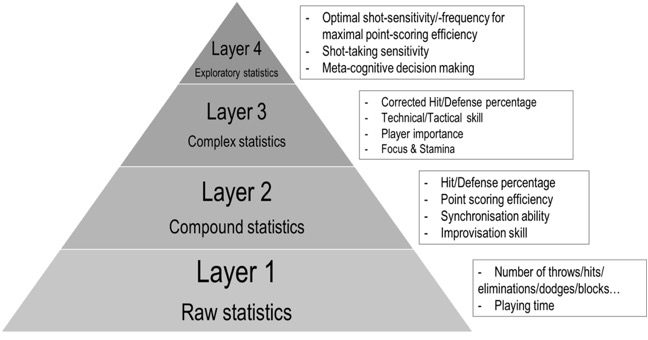 Layer 4
Exploratory statistics
- Optimal shot-sensitivity/-frequency for
maximal point-scoring efficiency
- Shot-taking sensitivity
- Meta-cognitive decision making
Layer 3
Complex statistics
- Corrected Hit/Defense percentage
- Technical/Tactical skill
- Player importance
- Focus & Stamina
Layer 2
Compound statistics
- Hit/Defense percentage
- Point scoring efficiency
- Synchronisation ability
- Improvisation skill
Layer 1
Raw statistics
- Number of throws/hits/
eliminations/dodges/blocks…
- Playing time